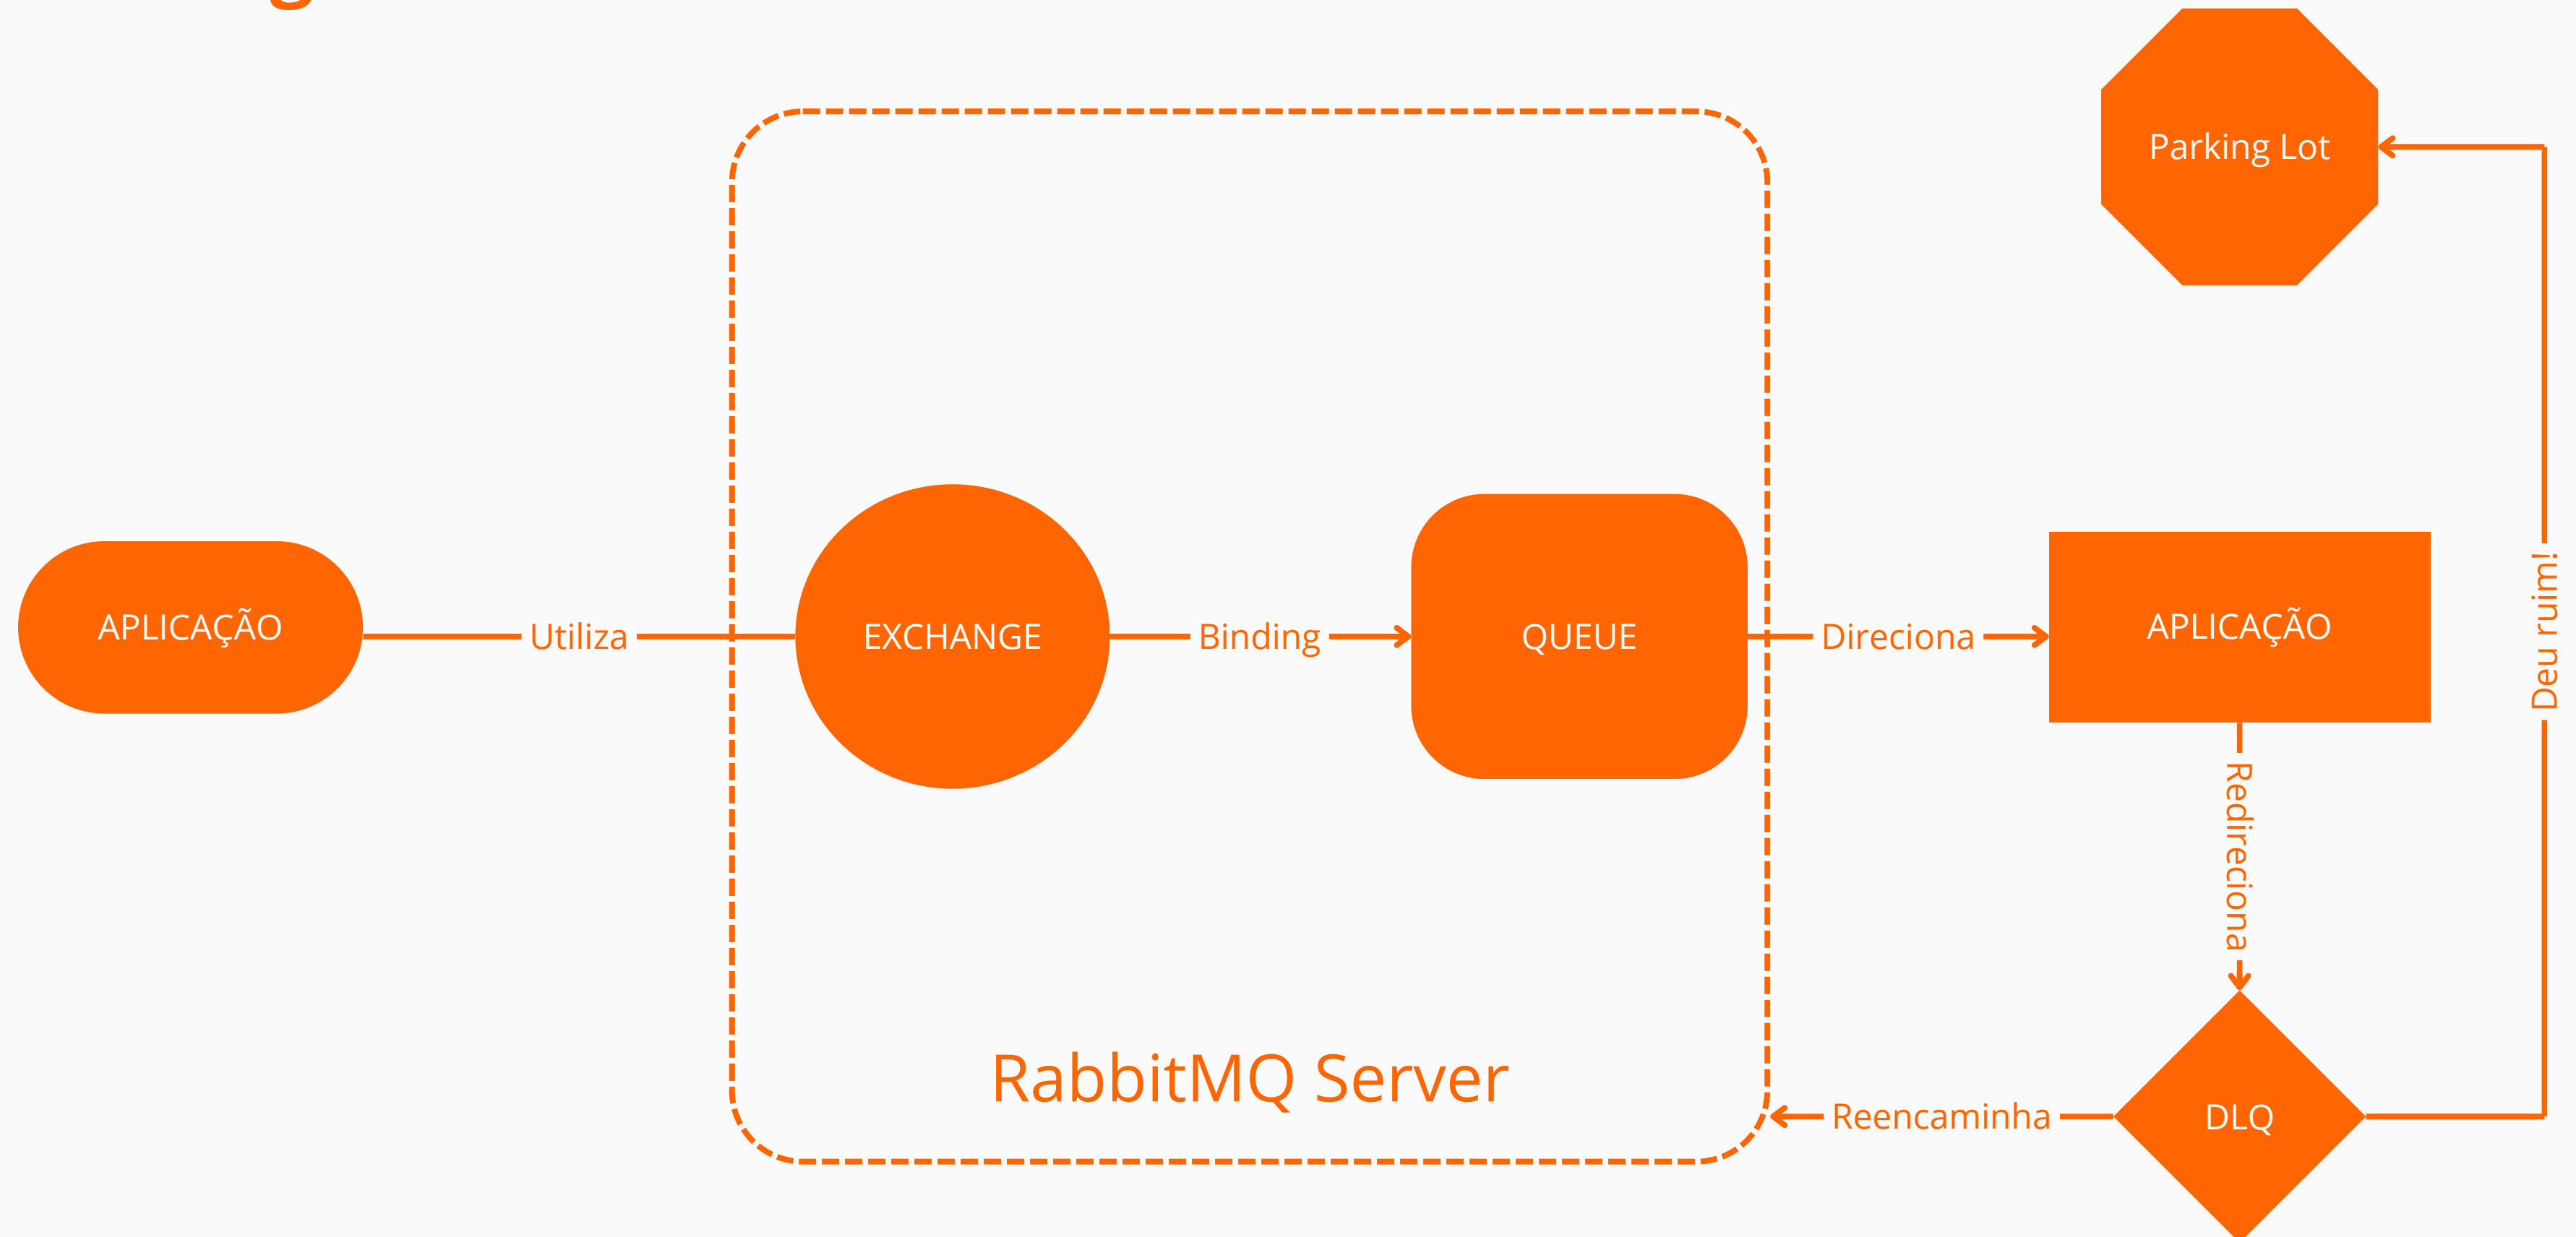 Parking Lot
APLICAÇÃO
Utiliza
EXCHANGE
Binding
QUEUE
Direciona
APLICAÇÃO
Deu ruim!
Redireciona
RabbitMQ Server
Reencaminha
DLQ